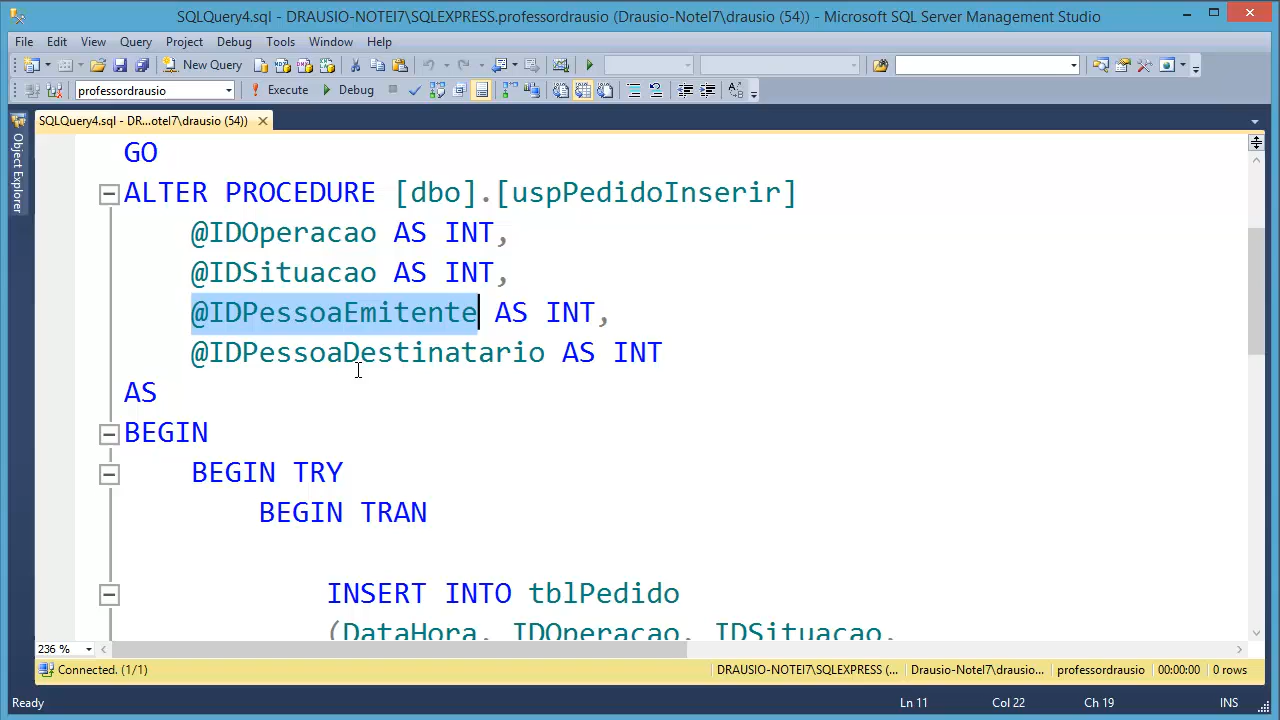 SQLQuery4.sql - DRAUSIO-NOTEI7\SQLEXPRESS.professordrausio (Drausio-NoteI7\drausio (54)) - Microsoft SQL Server Management Studio
File Edit View Query Project Debug Tools Window Help
New Query
professordrausio Execute Debug
SQLQuery4.sql - DR...otel7\drausio (54))
Object Explorer
GO
ALTER PROCEDURE [dbo].[uspPedidoInserir]
@IDOperacao AS INT,
@IDSituacao AS INT,
@IDPessoaEmitente AS INT,
@IDPessoaDestinatario AS INT
AS
BEGIN
BEGIN TRY
BEGIN TRAN
INSERT INTO tblPedido
(DataHora, IDOperacao, IDSituacao,
236 %
Connected. (1/1) DRAUSIO-NOTEI7\SQLEXPRESS (... Drausio-NoteI7\drausio... professordrausio 00:00:00 0 rows
Ready Ln 11 Col 22 Ch 19 INS